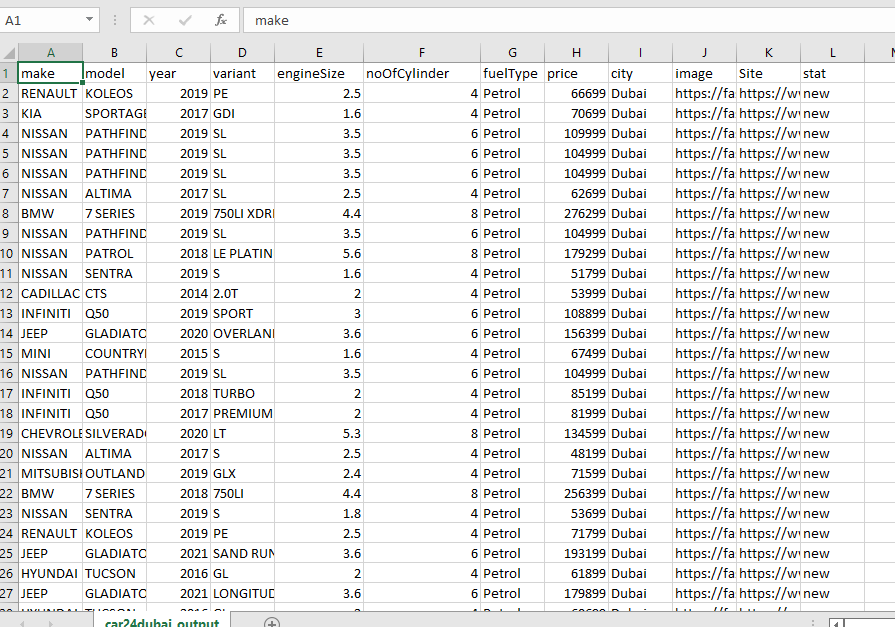 A1 fx make
A B C D E F G H I J K L
1 make model year variant engineSize noOfCylinder fuelType price city image Site stat
2 RENAULT KOLEOS 2019 PE 2.5 4 Petrol 66699 Dubai https://fa https://w new
3 KIA SPORTAGE 2017 GDI 1.6 4 Petrol 70699 Dubai https://fa https://w new
4 NISSAN PATHFIND 2019 SL 3.5 6 Petrol 109999 Dubai https://fa https://w new
5 NISSAN PATHFIND 2019 SL 3.5 6 Petrol 104999 Dubai https://fa https://w new
6 NISSAN PATHFIND 2019 SL 3.5 6 Petrol 104999 Dubai https://fa https://w new
7 NISSAN ALTIMA 2017 SL 2.5 4 Petrol 62699 Dubai https://fa https://w new
8 BMW 7 SERIES 2019 750LI XDRI 4.4 8 Petrol 276299 Dubai https://fa https://w new
9 NISSAN PATHFIND 2019 SL 3.5 6 Petrol 104999 Dubai https://fa https://w new
10 NISSAN PATROL 2018 LE PLATIN 5.6 8 Petrol 179299 Dubai https://fa https://w new
11 NISSAN SENTRA 2019 S 1.6 4 Petrol 51799 Dubai https://fa https://w new
12 CADILLAC CTS 2014 2.0T 2 4 Petrol 53999 Dubai https://fa https://w new
13 INFINITI Q50 2019 SPORT 3 6 Petrol 108899 Dubai https://fa https://w new
14 JEEP GLADIATO 2020 OVERLAN 3.6 6 Petrol 156399 Dubai https://fa https://w new
15 MINI COUNTRY 2015 S 1.6 4 Petrol 67499 Dubai https://fa https://w new
16 NISSAN PATHFIND 2019 SL 3.5 6 Petrol 104999 Dubai https://fa https://w new
17 INFINITI Q50 2018 TURBO 2 4 Petrol 85199 Dubai https://fa https://w new
18 INFINITI Q50 2017 PREMIUM 2 4 Petrol 81999 Dubai https://fa https://w new
19 CHEVROLE SILVERAD 2020 LT 5.3 8 Petrol 134599 Dubai https://fa https://w new
20 NISSAN ALTIMA 2017 S 2.5 4 Petrol 48199 Dubai https://fa https://w new
21 MITSUBIS OUTLAND 2019 GLX 2.4 4 Petrol 71599 Dubai https://fa https://w new
22 BMW 7 SERIES 2018 750LI 4.4 8 Petrol 256399 Dubai https://fa https://w new
23 NISSAN SENTRA 2019 S 1.8 4 Petrol 53699 Dubai https://fa https://w new
24 RENAULT KOLEOS 2019 PE 2.5 4 Petrol 71799 Dubai https://fa https://w new
25 JEEP GLADIATO 2021 SAND RUN 3.6 6 Petrol 193199 Dubai https://fa https://w new
26 HYUNDAI TUCSON 2016 GL 2 4 Petrol 61899 Dubai https://fa https://w new
27 JEEP GLADIATO 2021 LONGITUD 3.6 6 Petrol 179899 Dubai https://fa https://w new
car24dubai_output